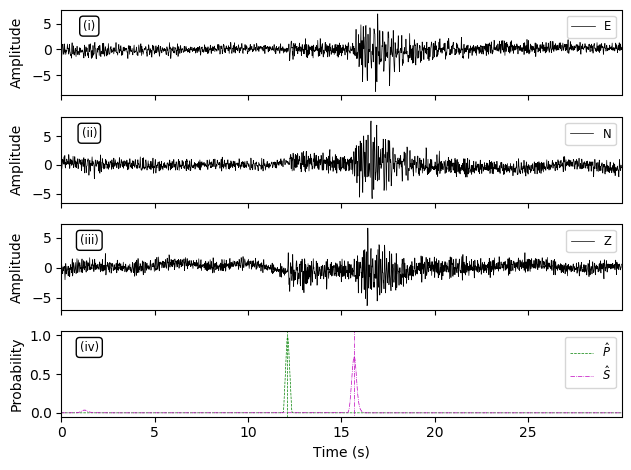 (i)
E
Amplitude
5
0
−5
(ii)
N
Amplitude
5
0
−5
(iii)
Z
Amplitude
5
0
−5
(iv)
P̂
Ŝ
Probability
1.0
0.5
0.0
0 5 10 15 20 25
Time (s)